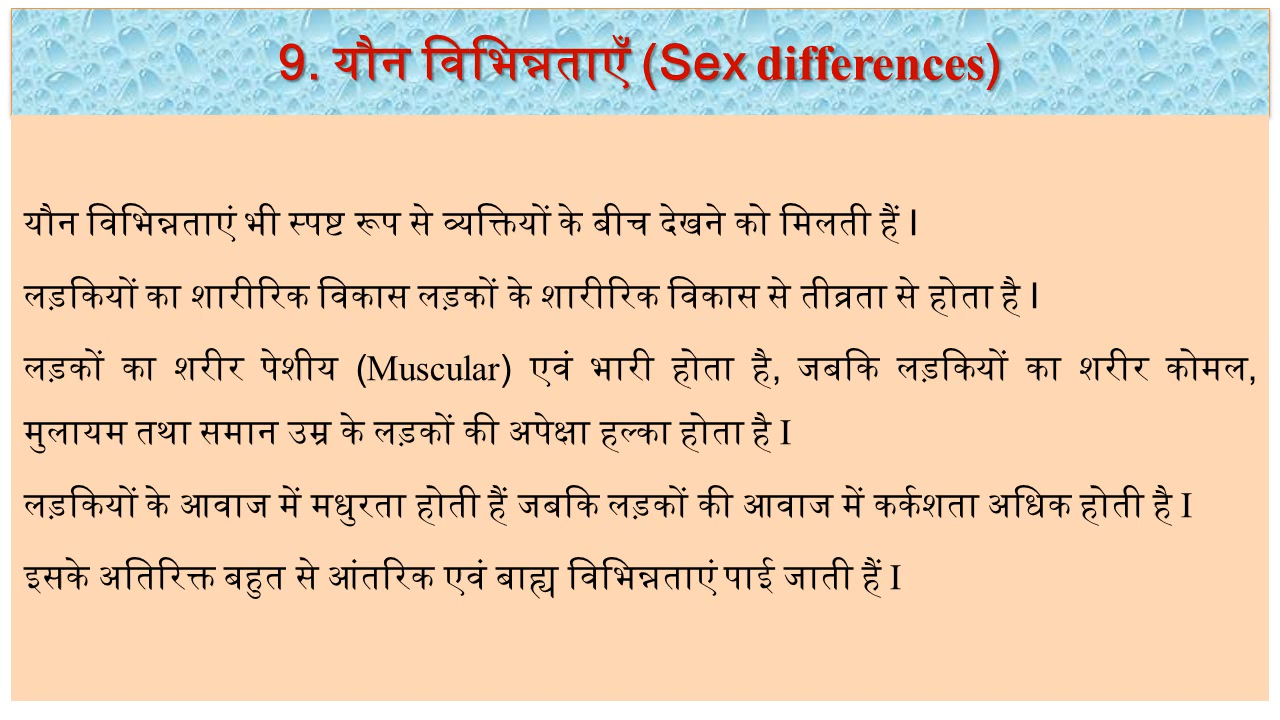 9. यौन विभिन्नताएँ (Sex differences)
यौन विभिन्नताएं भी स्पष्ट रूप से व्यक्तियों के बीच देखने को मिलती हैं I
लड़कियों का शारीरिक विकास लड़कों के शारीरिक विकास से तीव्रता से होता है I
लड़कों का शरीर पेशीय (Muscular) एवं भारी होता है, जबकि लड़कियों का शरीर कोमल,
मुलायम तथा समान उम्र के लड़कों की अपेक्षा हल्का होता है I
लड़कियों के आवाज में मधुरता होती हैं जबकि लड़कों की आवाज में कर्कशता अधिक होती है I
इसके अतिरिक्त बहुत से आंतरिक एवं बाह्य विभिन्नताएं पाई जाती हैं I